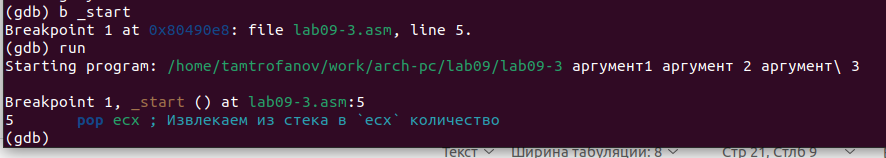 (gdb) b _start
Breakpoint 1 at 0x80490e8: file lab09-3.asm, line 5.
(gdb) run
Starting program: /home/tamtrofanov/work/arch-pc/lab09/lab09-3 аргумент1 аргумент 2 аргумент\ 3
Breakpoint 1, _start () at lab09-3.asm:5
5 pop ecx ; Извлекаем из стека в `ecx` количество
(gdb)
Текст Ширина табуляции: 8 Стр 21, Стлб 9